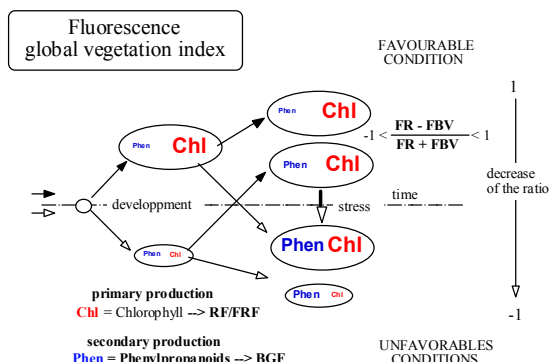 Fluorescence
global vegetation index
FAVOURABLE
CONDITION
1
Phen Chl
-1 < FR - FBV / FR + FBV < 1
Phen Chl
Phen Chl
decrease
of the ratio
time
developpment
stress
Phen Chl
Phen Chl
Phen Chl
primary production
Chl = Chlorophyll --> RF/FRF
-1
secondary production
Phen = Phenylpropanoids --> BGF
UNFAVORABLES
CONDITIONS